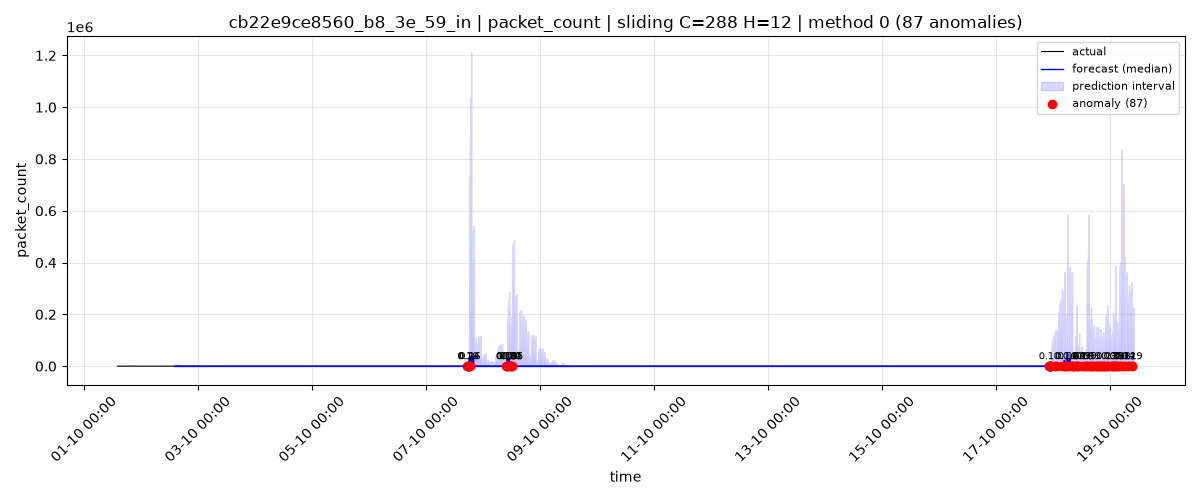 cb22e9ce8560_b8_3e_59_in | packet_count | sliding C=288 H=12 | method 0 (87 anomalies)
1e6
actual
forecast (median)
prediction interval
anomaly (87)
packet_count
1.2
1.0
0.8
0.6
0.4
0.2
0.0
0.10
01-10 00:00
03-10 00:00
05-10 00:00
07-10 00:00
09-10 00:00
11-10 00:00
13-10 00:00
15-10 00:00
17-10 00:00
19-10 00:00
time